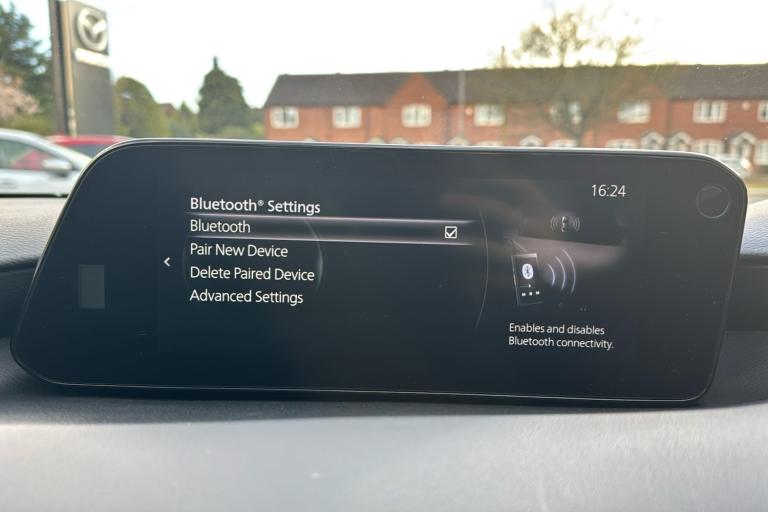 16:24
Bluetooth® Settings
Bluetooth
Pair New Device
Delete Paired Device
Advanced Settings
Enables and disables
Bluetooth connectivity.